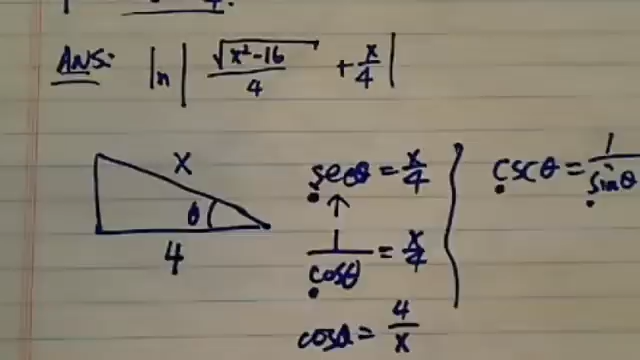 ANS: ln | √(x²-16)/4 + x/4 |
x
θ
4
secθ = x/4
↑
1/cosθ = x/4
cosθ = 4/x
cscθ = 1/sinθ